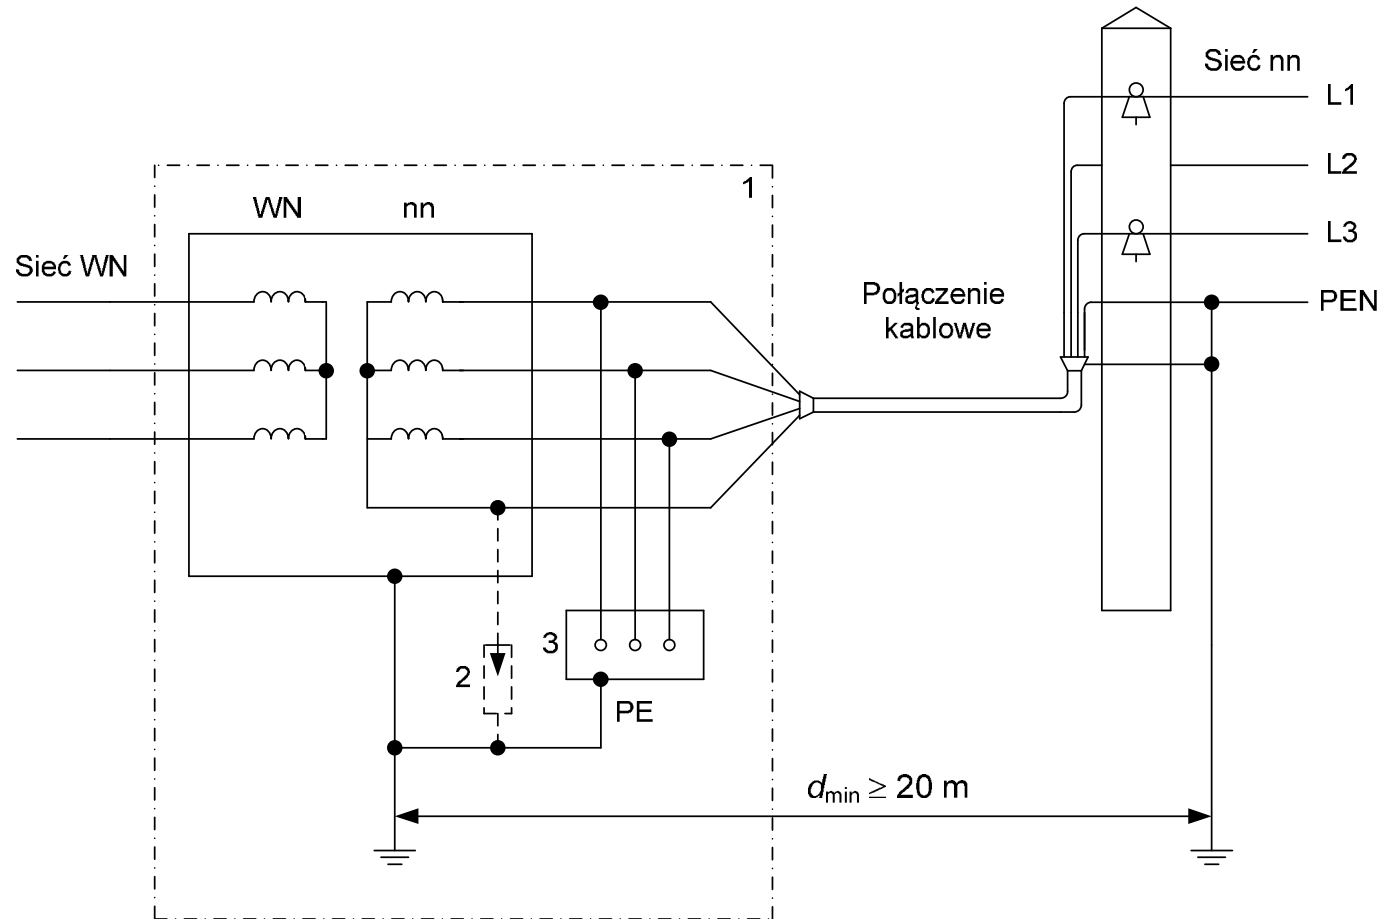 Sieć nn
L1
L2
L3
PEN
1
WN
nn
Sieć WN
Połączenie
kablowe
3
2
PE
dmin ≥ 20 m